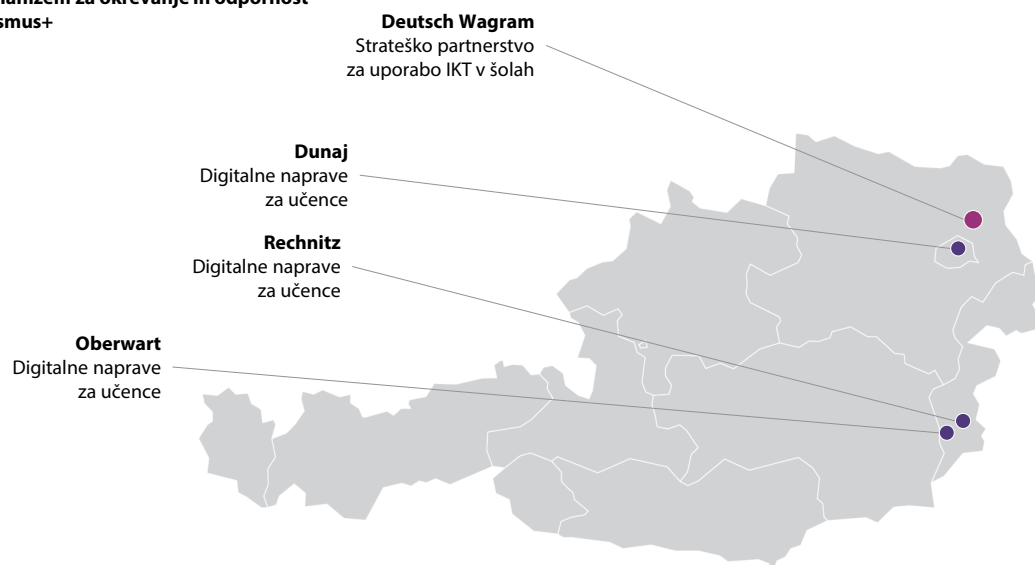 za okrevanje in odpornost
Deutsch Wagram
Strateško partnerstvo
za uporabo IKT v šolah
Dunaj
Digitalne naprave
za učence
Rechnitz
Digitalne naprave
za učence
Oberwart
Digitalne naprave
za učence